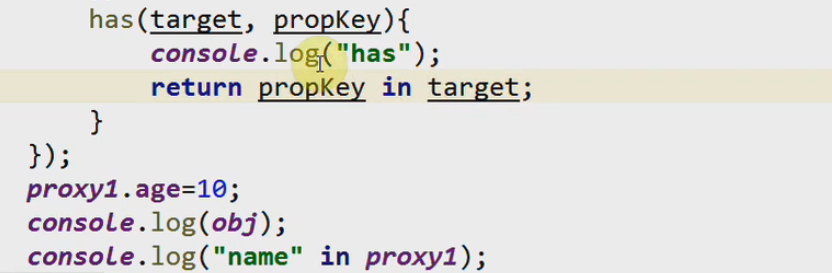 has(target, propKey){
console.log("has");
return propKey in target;
}
});
proxy1.age=10;
console.log(obj);
console.log("name" in proxy1);